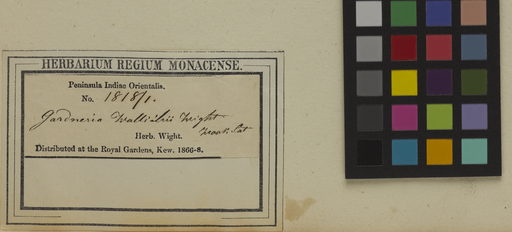 HERBARIUM REGIUM MONACENSE.
Peninsula Indiae Orientalis.
No. 1818/1.
Gardneria Wallichii Wight
Herb. Wight.
Distributed at the Royal Gardens, Kew. 1866-8.